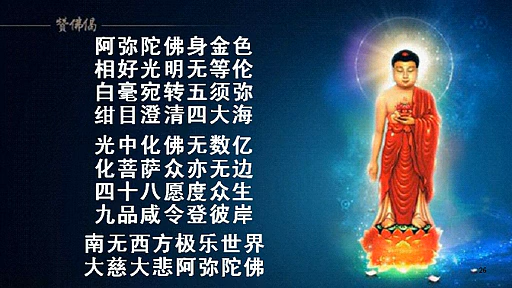 赞佛偈
阿弥陀佛身金色
相好光明无等伦
白毫宛转五须弥
绀目澄清四大海
光中化佛无数亿
化菩萨众亦无边
四十八愿度众生
九品咸令登彼岸
南无西方极乐世界
大慈大悲阿弥陀佛
26